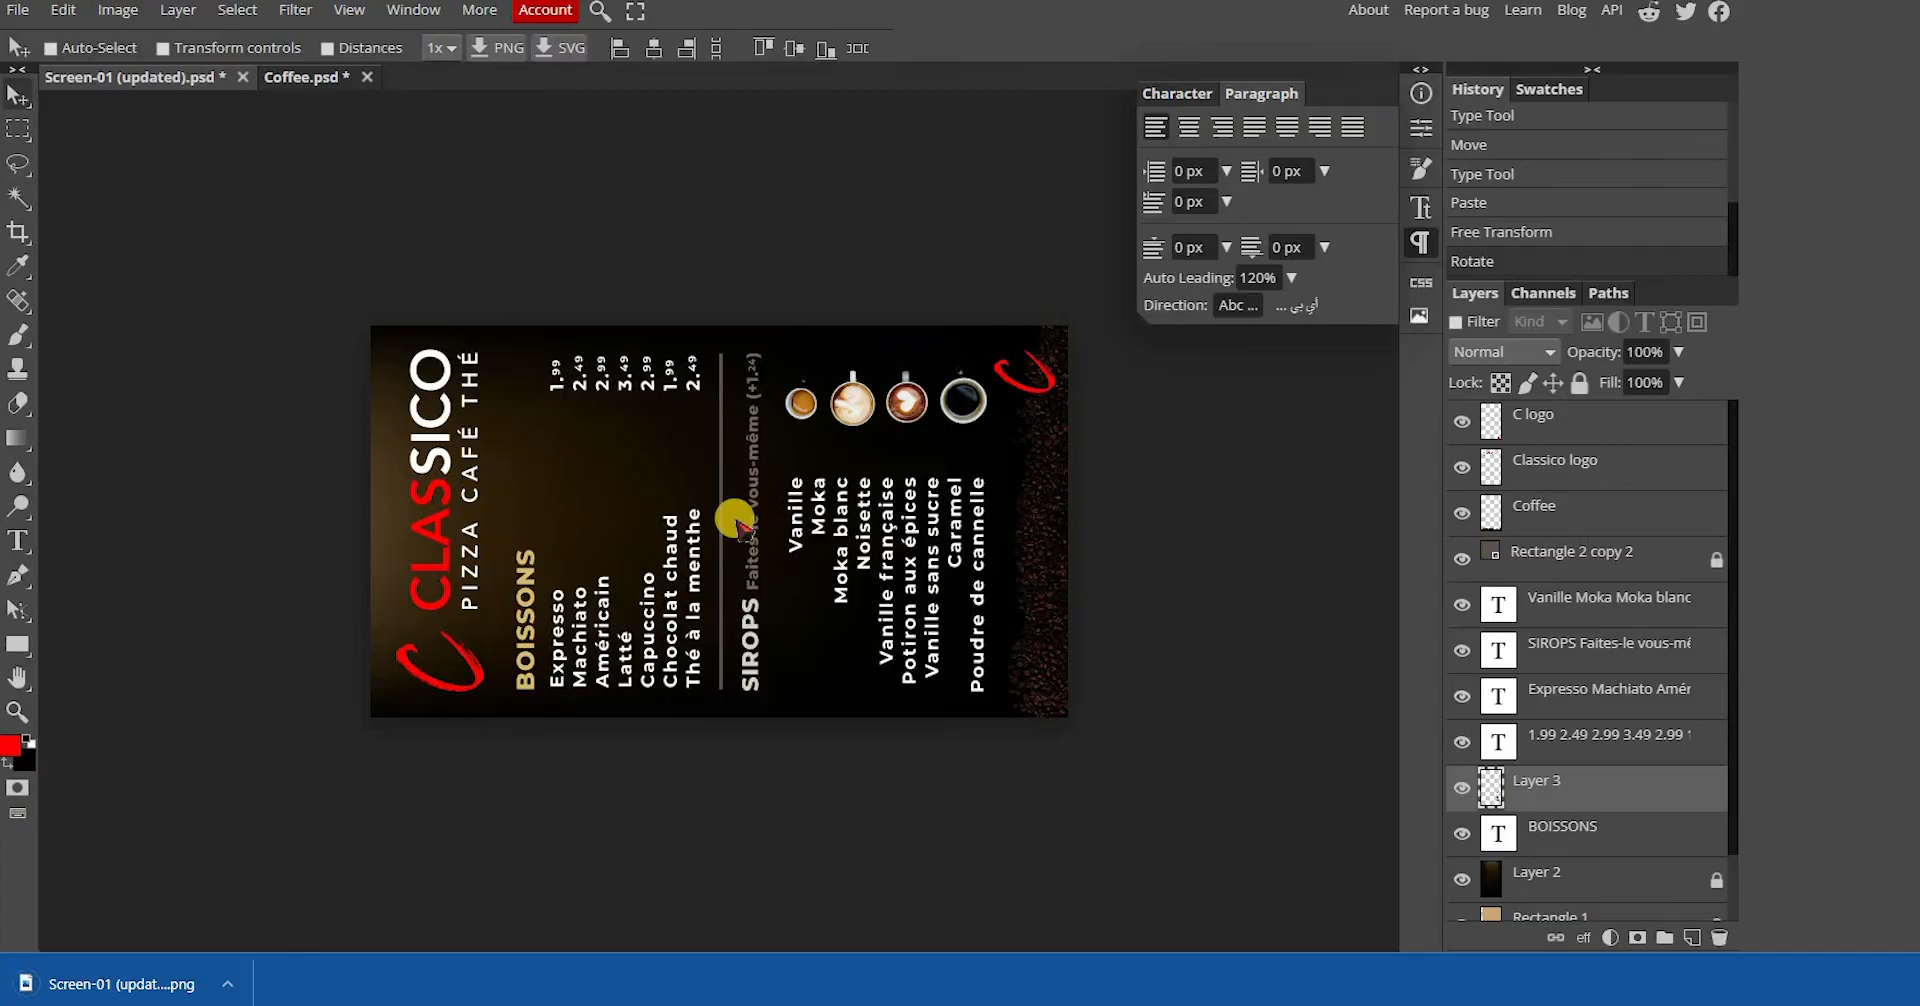 File Edit Image Layer Select Filter View Window More Account
About Report a bug Learn Blog API
Auto-Select Transform controls Distances 1x PNG SVG
Screen-01 (updated).psd * Coffee.psd *
Character Paragraph
0 px 0 px
0 px
0 px 0 px
Auto Leading: 120%
Direction: Abc ... أي بي ...
CSS
History Swatches
Type Tool
Move
Type Tool
Paste
Free Transform
Rotate
Layers Channels Paths
Filter Kind
Normal Opacity: 100%
Lock: Fill: 100%
C logo
Classico logo
Coffee
Rectangle 2 copy 2
Vanille Moka Moka blanc
SIROPS Faites-le vous-mê
Expresso Machiato Amér
1.99 2.49 2.99 3.49 2.99 1
Layer 3
BOISSONS
Layer 2
Rectangle 1
eff
C CLASSICO
PIZZA CAFÉ THÉ
BOISSONS
Expresso 1.99
Machiato 2.49
Américain 2.99
Latté 3.49
Capuccino 2.99
Chocolat chaud 1.99
Thé à la menthe 2.49
SIROPS Faites-le vous-même (+1.24)
Vanille
Moka
Moka blanc
Noisette
Vanille française
Potiron aux épices
Vanille sans sucre
Caramel
Poudre de cannelle
C
Screen-01 (updat....png